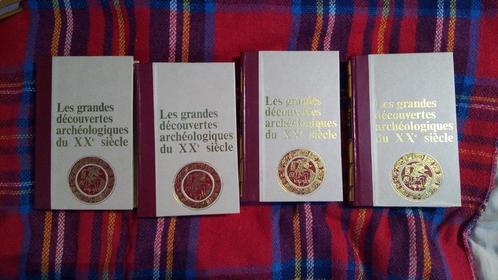 Les grandes
découvertes
archéologiques
du XXe siècle
Les grandes
découvertes
archéologiques
du XXe siècle
Les grandes
découvertes
archéologiques
du XXe siècle
Les grandes
découvertes
archéologiques
du XXe siècle